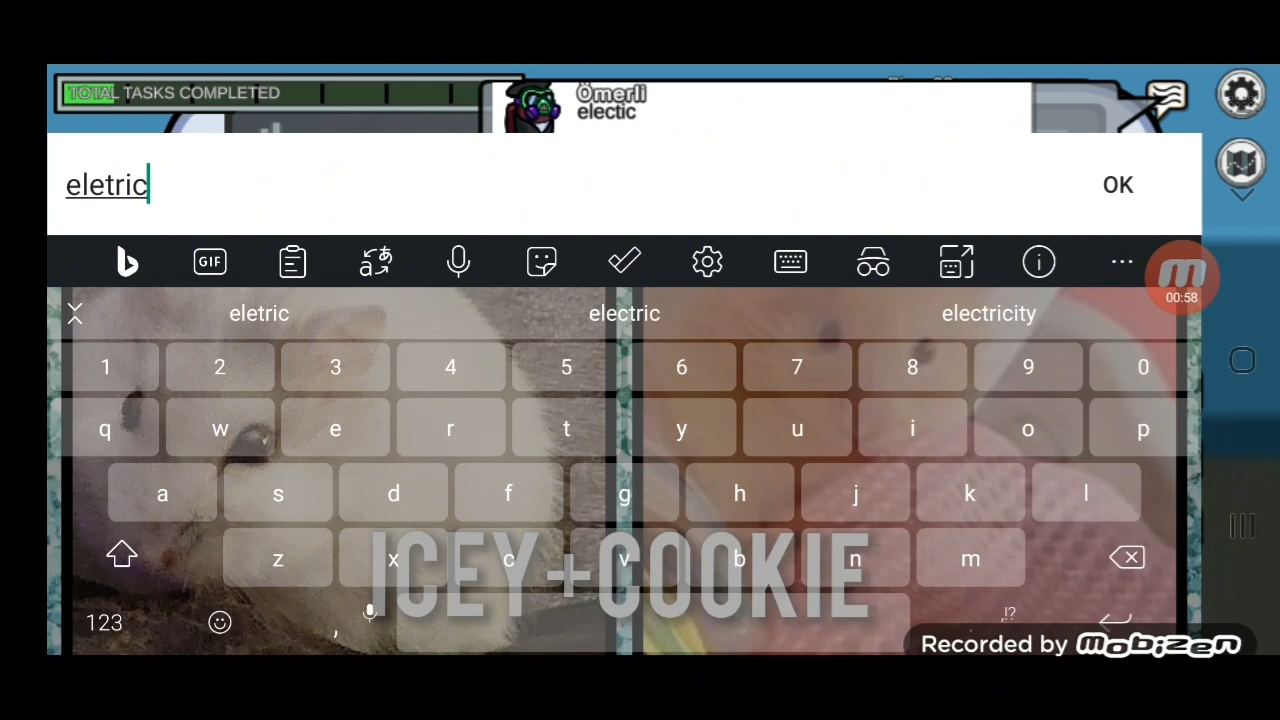 TOTAL TASKS COMPLETED
Ömerli
electic
eletric
OK
GIF
00:58
eletric electric electricity
1 2 3 4 5 6 7 8 9 0
q w e r t y u i o p
a s d f g h j k l
z x c v b n m
ICEY+COOKIE
123 , ,!?
Recorded by mobizen